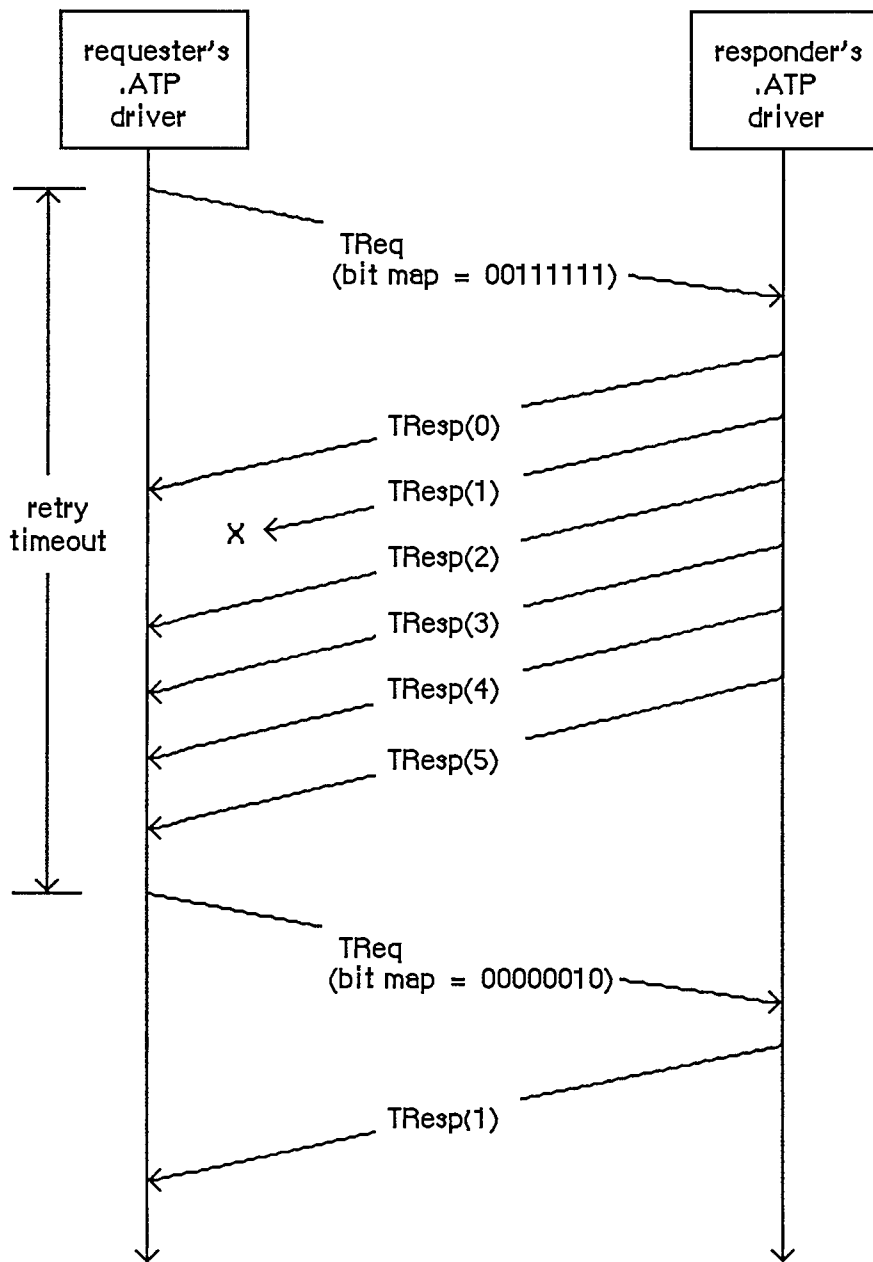 requester's
.ATP
driver
responder's
.ATP
driver
TReq
(bit map = 00111111)
TResp(0)
TResp(1)
X
TResp(2)
TResp(3)
TResp(4)
TResp(5)
retry
timeout
TReq
(bit map = 00000010)
TResp(1)